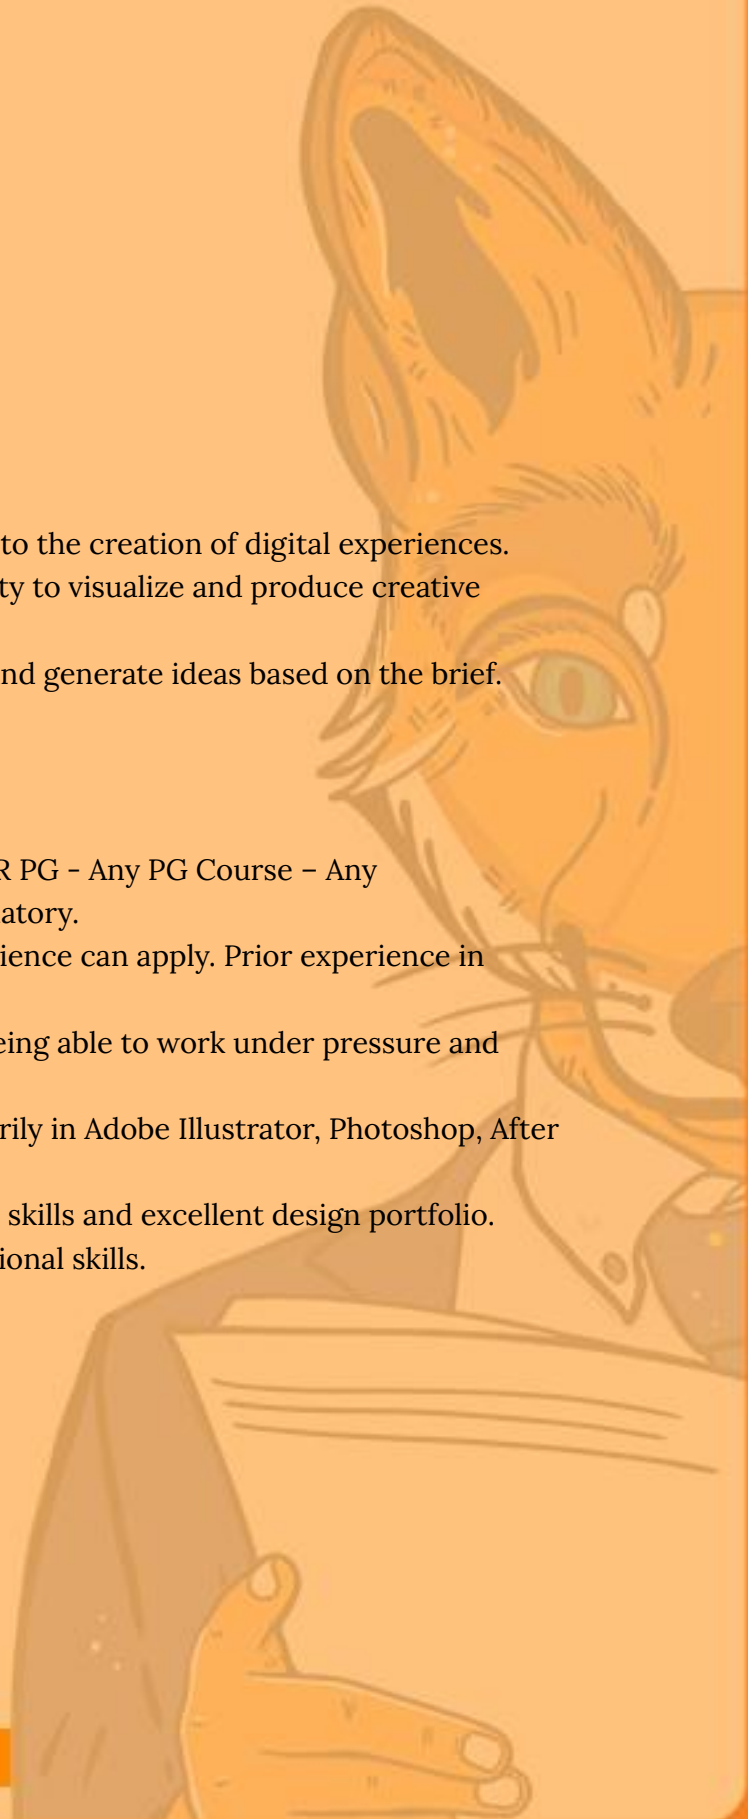 to the creation of digital experiences.
ty to visualize and produce creative
nd generate ideas based on the brief.
R PG - Any PG Course – Any
atory.
ience can apply. Prior experience in
eing able to work under pressure and
rily in Adobe Illustrator, Photoshop, After
skills and excellent design portfolio.
ional skills.